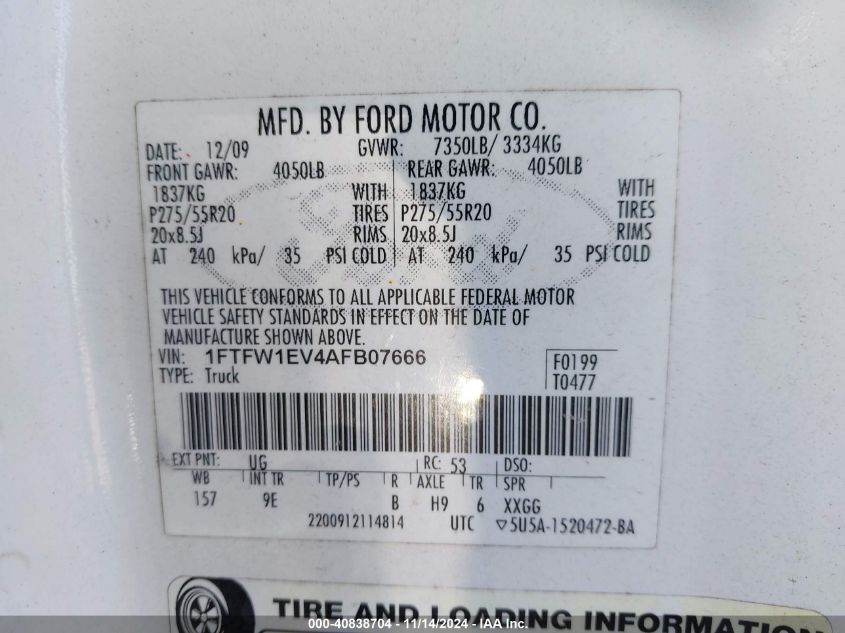 MFD. BY FORD MOTOR CO.
DATE: 12/09 GVWR: 7350LB/ 3334KG
FRONT GAWR: 4050LB REAR GAWR: 4050LB
1837KG WITH 1837KG WITH
P275/55R20 TIRES P275/55R20 TIRES
20x8.5J RIMS 20x8.5J RIMS
AT 240 kPa/ 35 PSI COLD AT 240 kPa/ 35 PSI COLD
THIS VEHICLE CONFORMS TO ALL APPLICABLE FEDERAL MOTOR
VEHICLE SAFETY STANDARDS IN EFFECT ON THE DATE OF
MANUFACTURE SHOWN ABOVE.
VIN: 1FTFW1EV4AFB07666 F0199
TYPE: Truck T0477
EXT PNT: UG RC: 53 DSO:
WB INT TR TP/PS R AXLE TR SPR
157 9E B H9 6 XXGG
2200912114814 UTC ▽5U5A-1520472-BA
TIRE AND LOADING INFORMATION
000-40838704 - 11/14/2024 - IAA Inc.